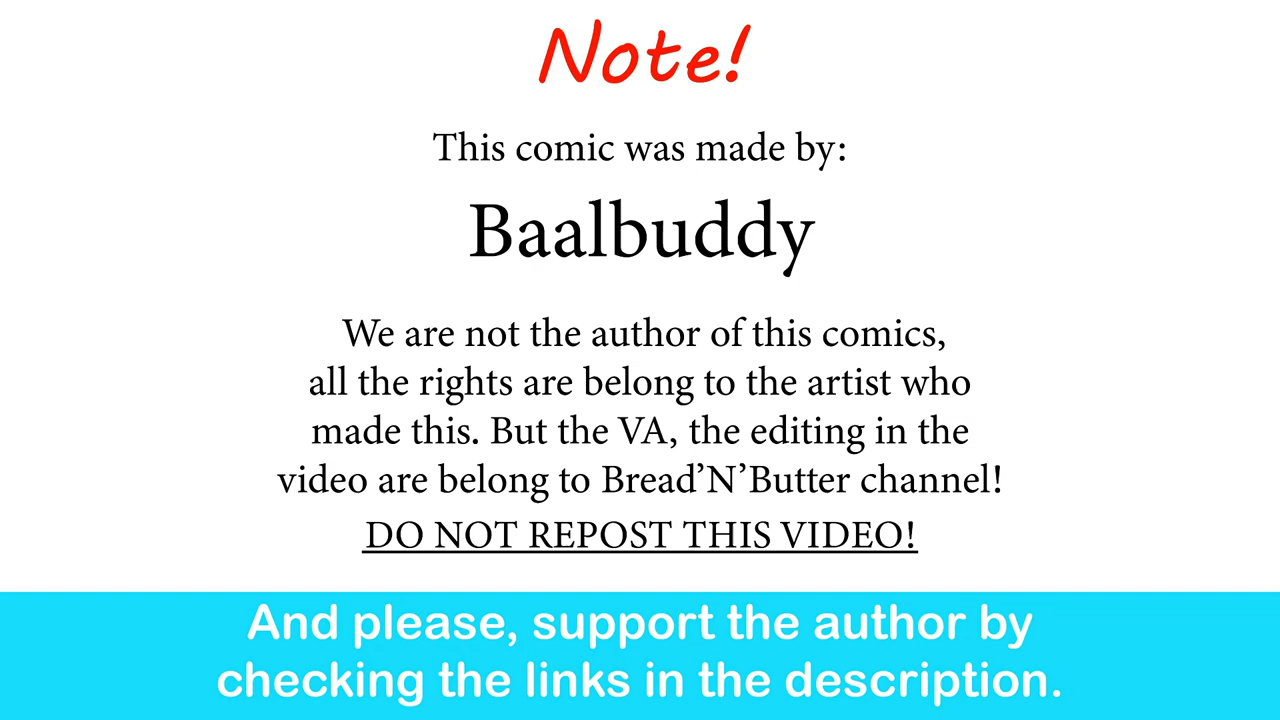 Note!
This comic was made by:
Baalbuddy
We are not the author of this comics,
all the rights are belong to the artist who
made this. But the VA, the editing in the
video are belong to Bread’N’Butter channel!
DO NOT REPOST THIS VIDEO!
And please, support the author by
checking the links in the description.